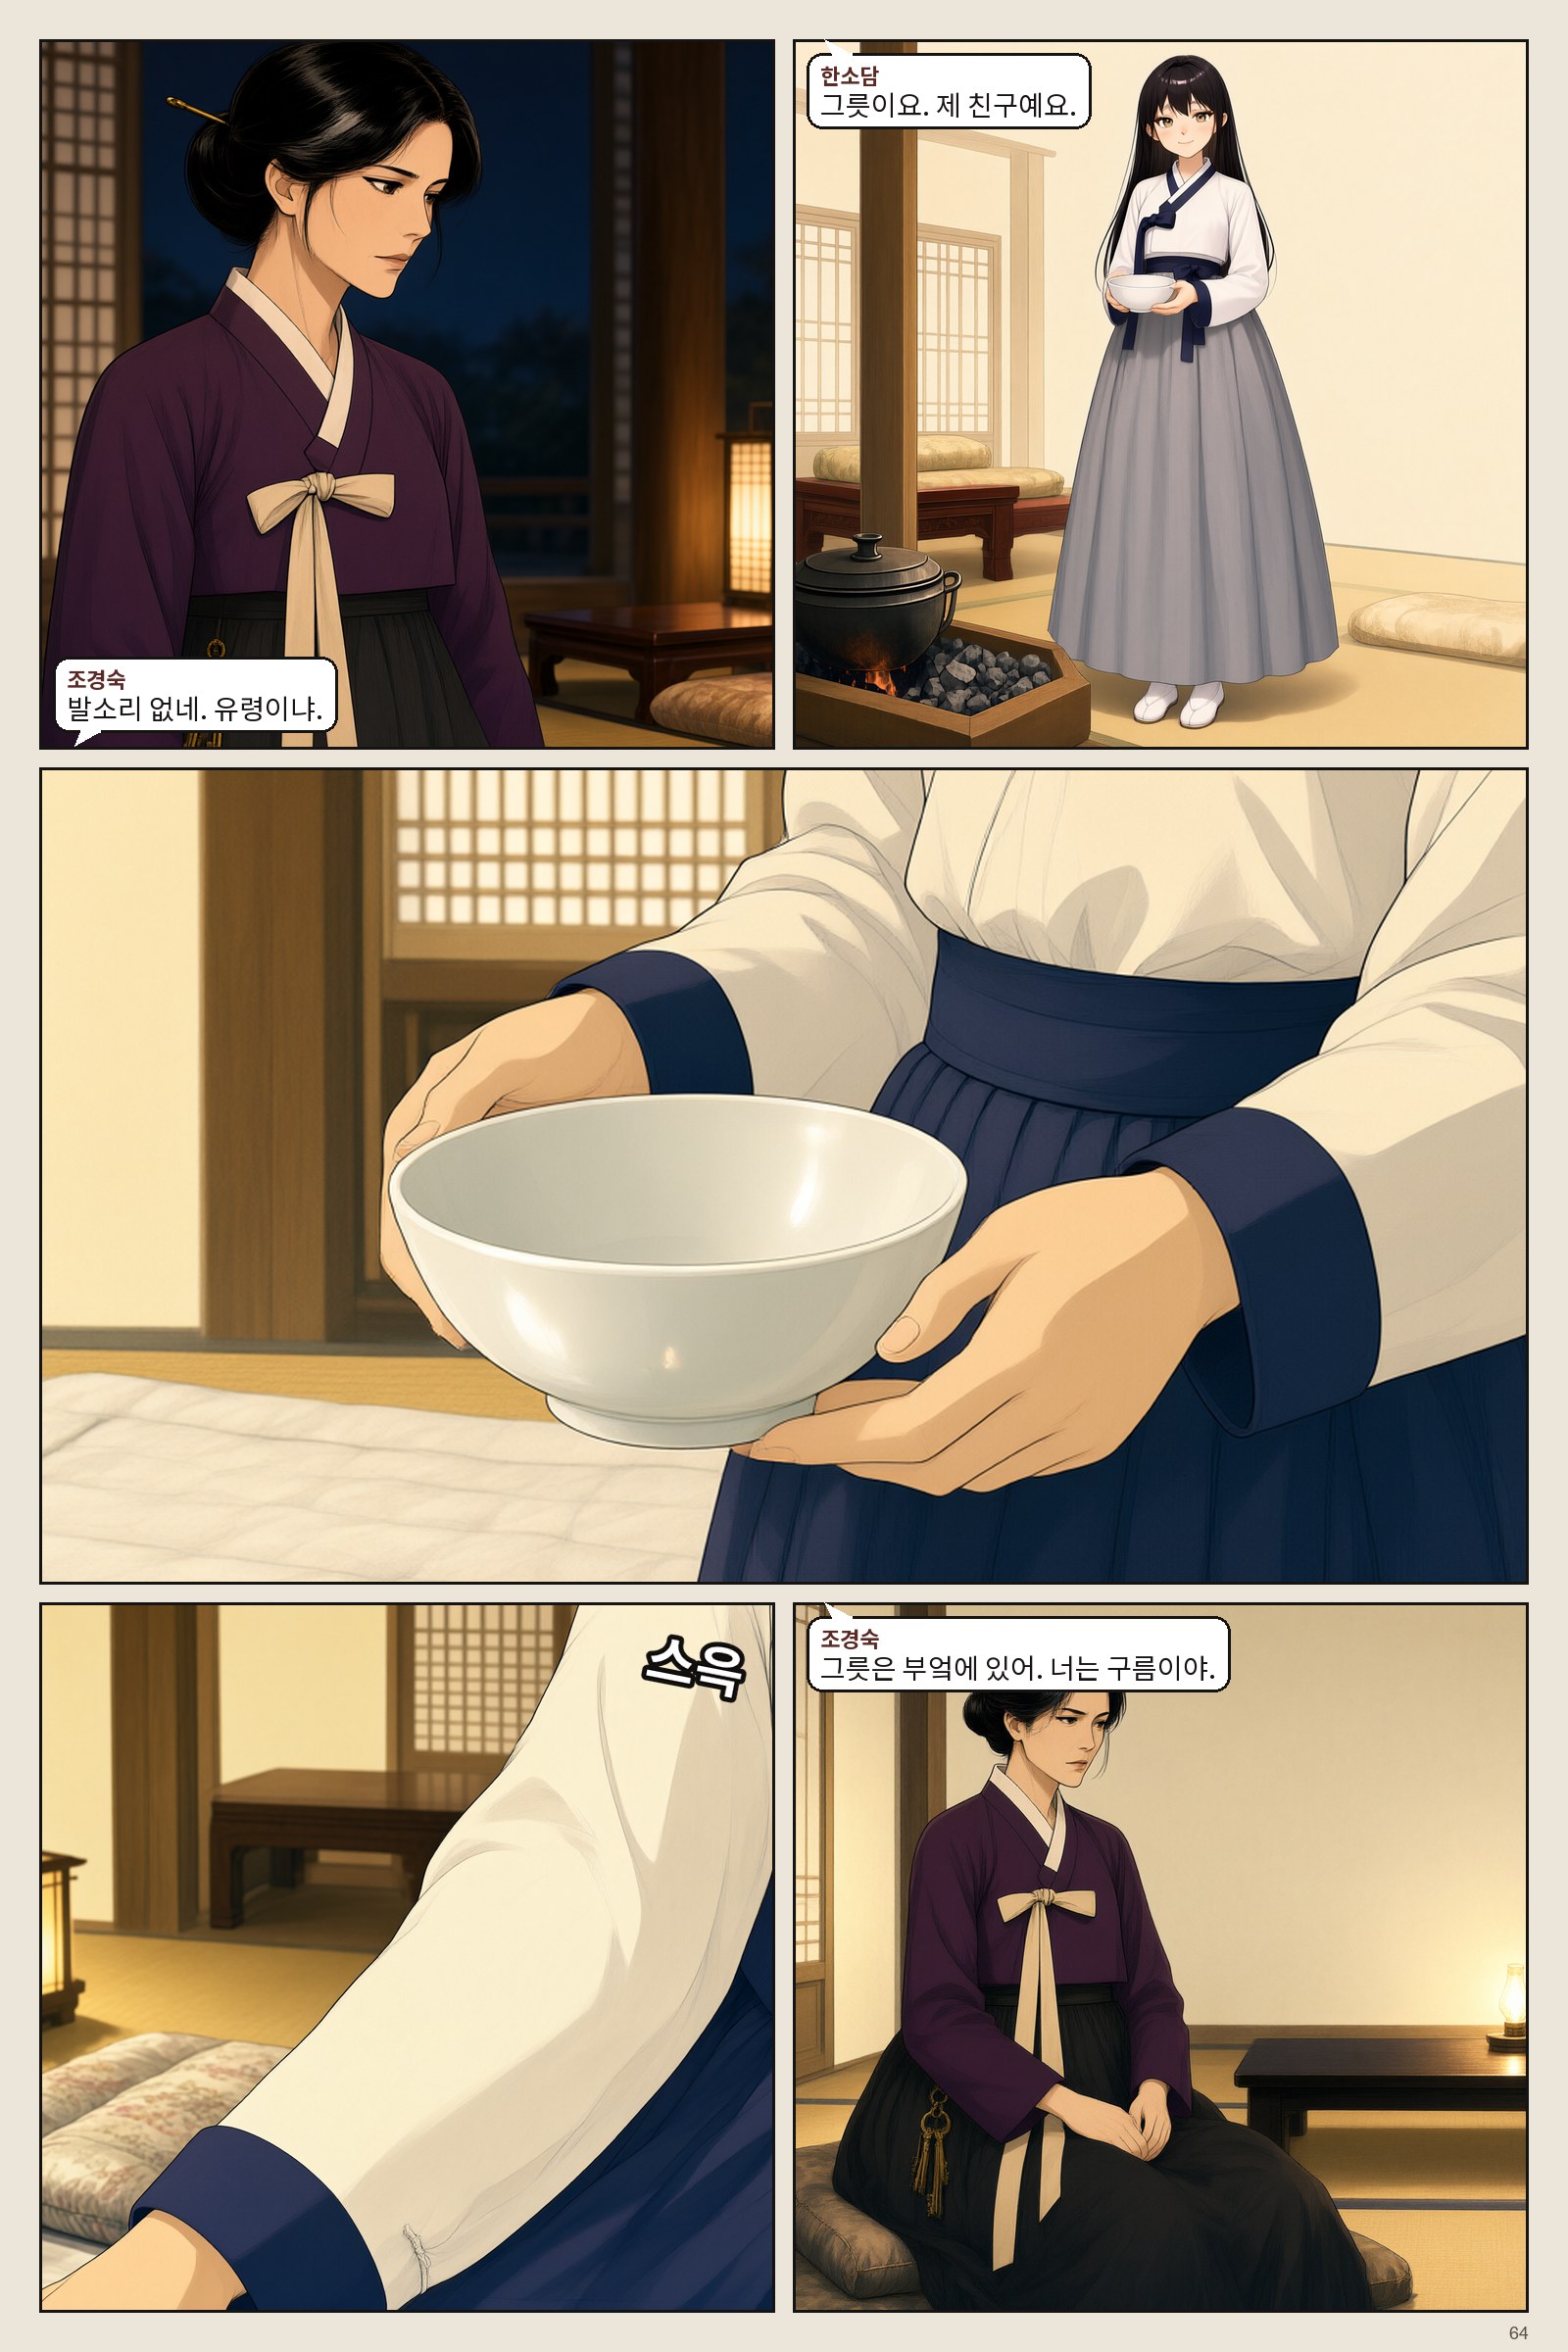 조경숙
발소리 없네. 유령이냐.
한소담
그릇이요. 제 친구예요.
스윽
조경숙
그릇은 부엌에 있어. 너는 구름이야.
64